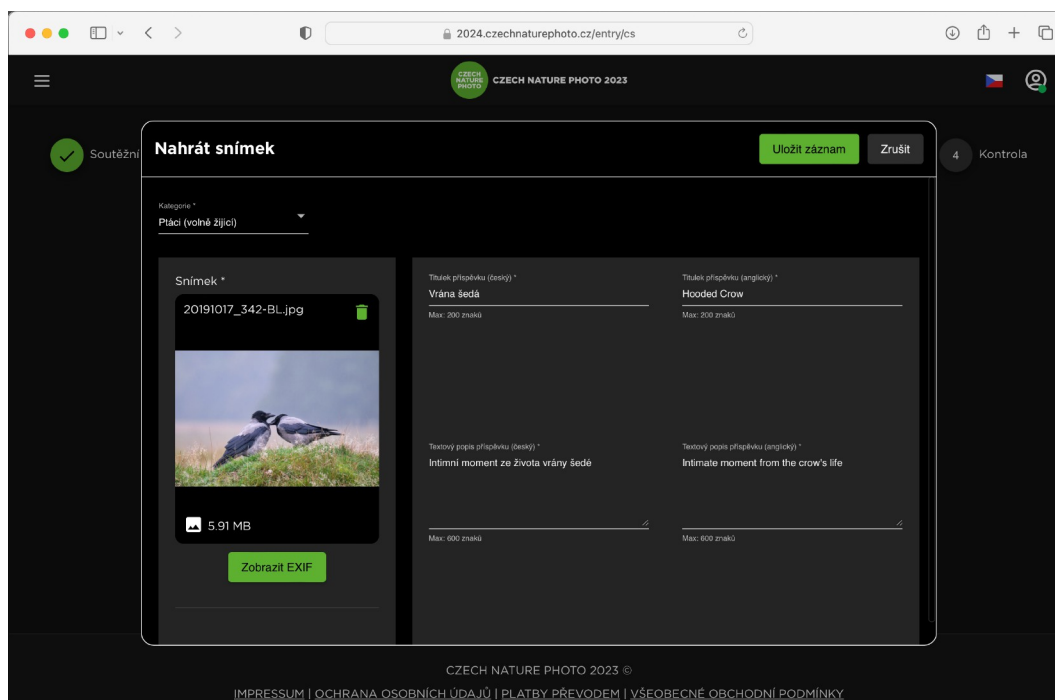 2024.czechnaturephoto.cz/entry/cs
CZECH
NATURE
PHOTO
CZECH NATURE PHOTO 2023
Soutěžní
Nahrát snímek
Uložit záznam
Zrušit
4 Kontrola
Kategorie *
Ptáci (volně žijící)
Snímek *
20191017_342-BL.jpg
5.91 MB
Zobrazit EXIF
Titulek příspěvku (český) *
Vrána šedá
Max: 200 znaků
Titulek příspěvku (anglický) *
Hooded Crow
Max: 200 znaků
Textový popis příspěvku (český) *
Intimní moment ze života vrány šedé
Max: 600 znaků
Textový popis příspěvku (anglický) *
Intimate moment from the crow's life
Max: 600 znaků
CZECH NATURE PHOTO 2023 ©
IMPRESSUM | OCHRANA OSOBNÍCH ÚDAJŮ | PLATBY PŘEVODEM | VŠEOBECNÉ OBCHODNÍ PODMÍNKY